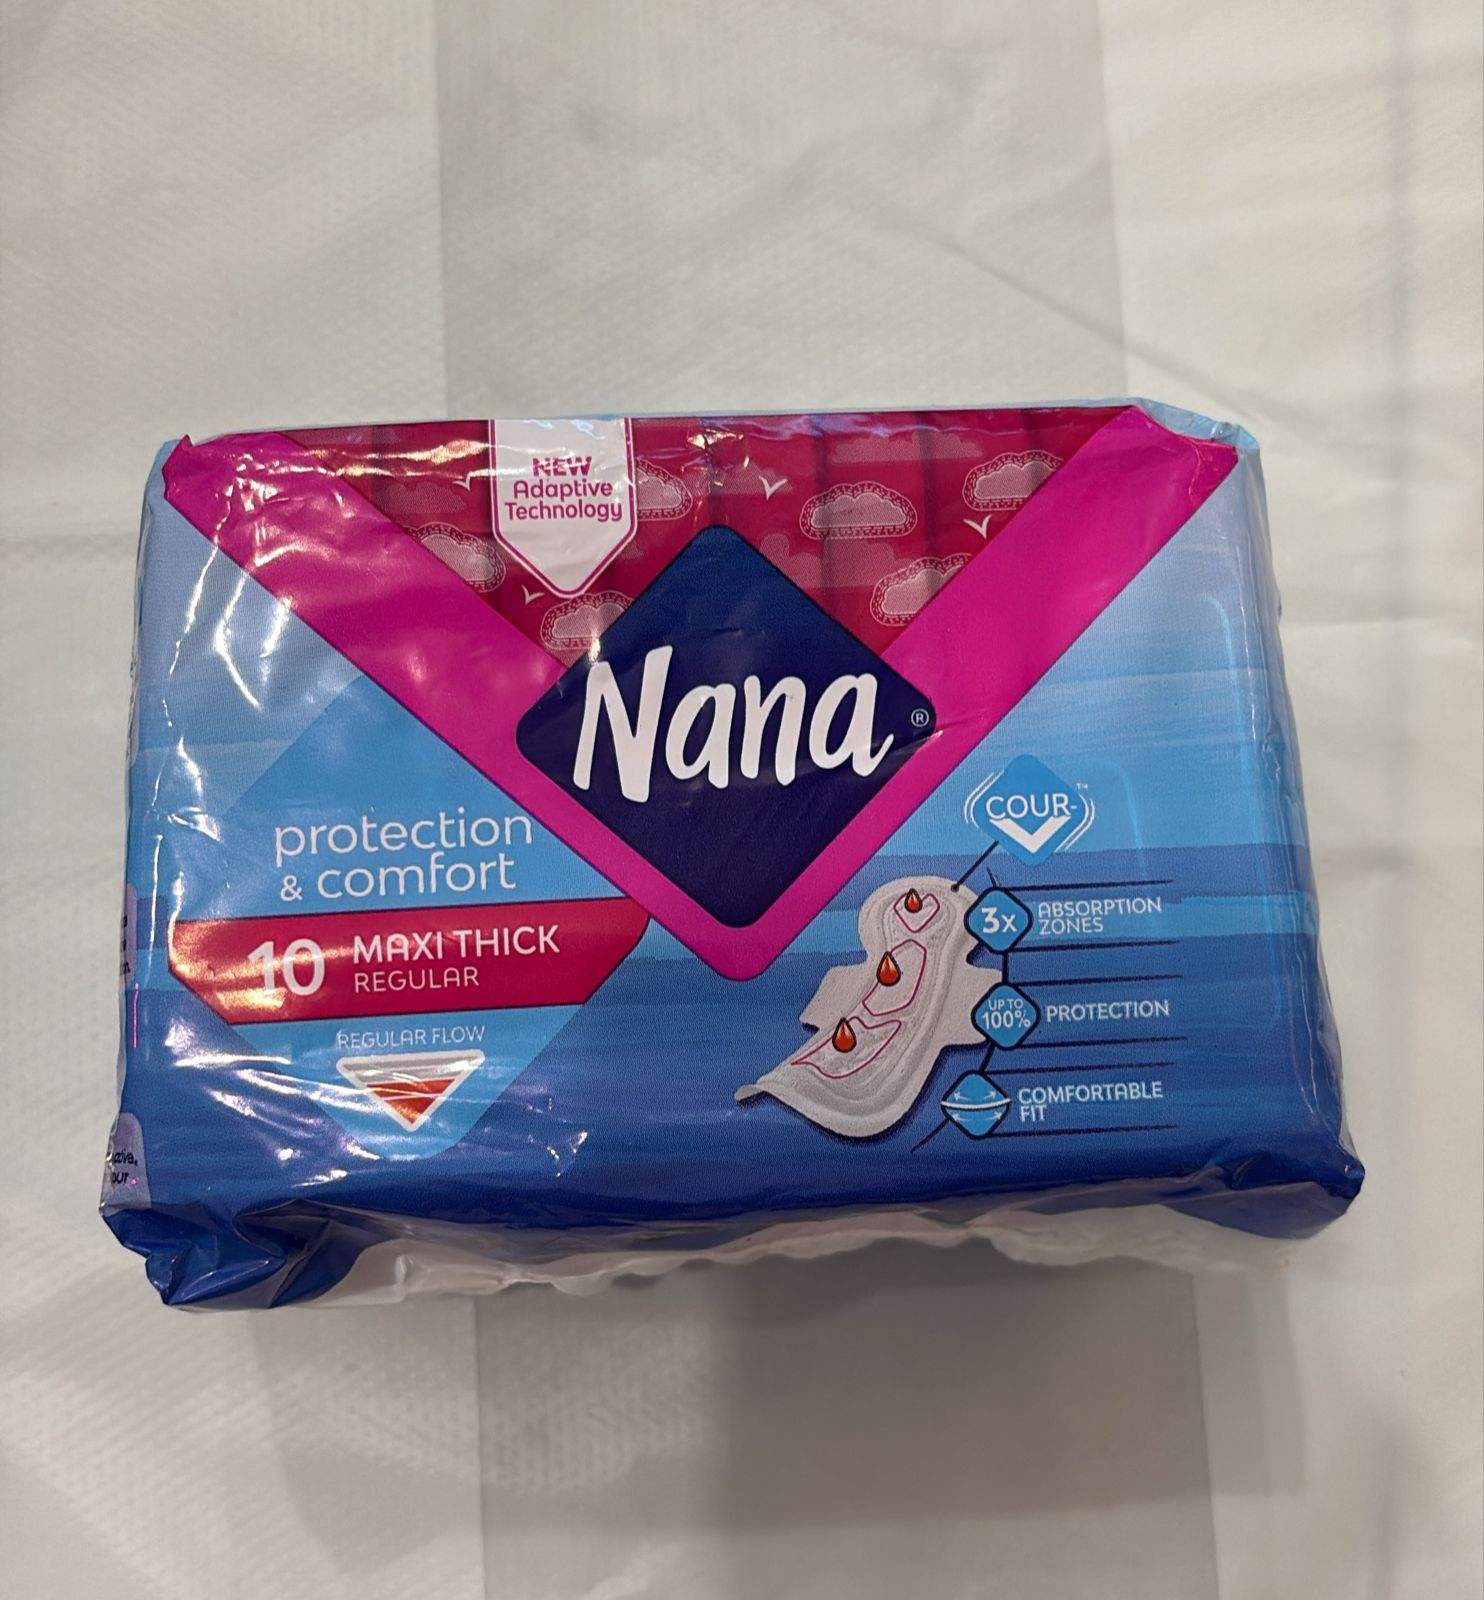 NEW
Adaptive
Technology
Nana®
protection
& comfort
10 MAXI THICK
REGULAR
REGULAR FLOW
COUR-™
3x ABSORPTION
ZONES
UP TO
100% PROTECTION
COMFORTABLE
FIT